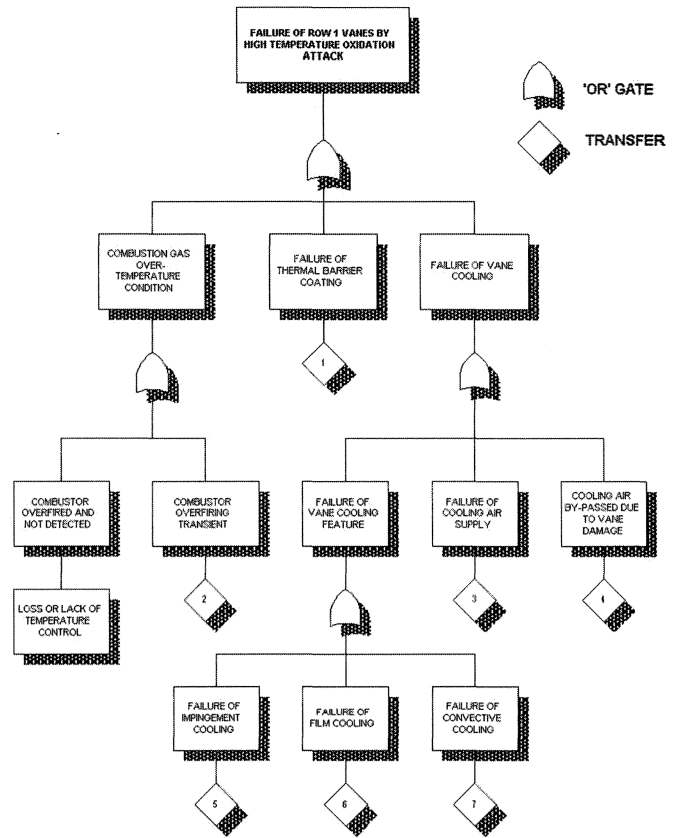 FAILURE OF ROW 1 VANES BY
HIGH TEMPERATURE OXIDATION
ATTACK
'OR' GATE
TRANSFER
COMBUSTION GAS
OVER-
TEMPERATURE
CONDITION
FAILURE OF
THERMAL BARRIER
COATING
FAILURE OF VANE
COOLING
1
COMBUSTOR
OVERFIRED AND
NOT DETECTED
COMBUSTOR
OVERFIRING
TRANSIENT
FAILURE OF
VANE COOLING
FEATURE
FAILURE OF
COOLING AIR
SUPPLY
COOLING AIR
BY-PASSED DUE
TO VANE
DAMAGE
LOSS OR LACK OF
TEMPERATURE
CONTROL
2
3
FAILURE OF
IMPINGEMENT
COOLING
FAILURE OF
FILM COOLING
FAILURE OF
CONVECTIVE
COOLING
5
6
7